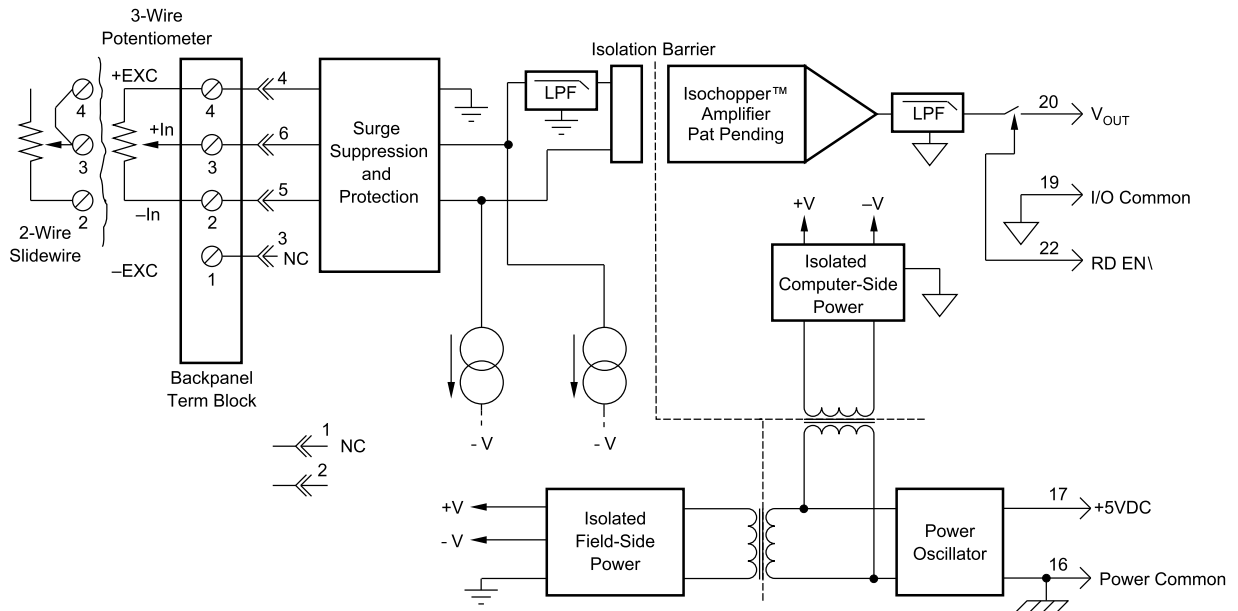 3-Wire
Potentiometer
+EXC
+In
–In
–EXC
4
3
2
2-Wire
Slidewire
4
3
2
1
Backpanel
Term Block
4
6
5
3
NC
1
NC
2
Surge
Suppression
and
Protection
LPF
Isolation Barrier
Isochopper™
Amplifier
Pat Pending
LPF
20
VOUT
19
I/O Common
22
RD EN\
+V
–V
Isolated
Computer-Side
Power
- V
- V
+V
- V
Isolated
Field-Side
Power
Power
Oscillator
17
+5VDC
16
Power Common